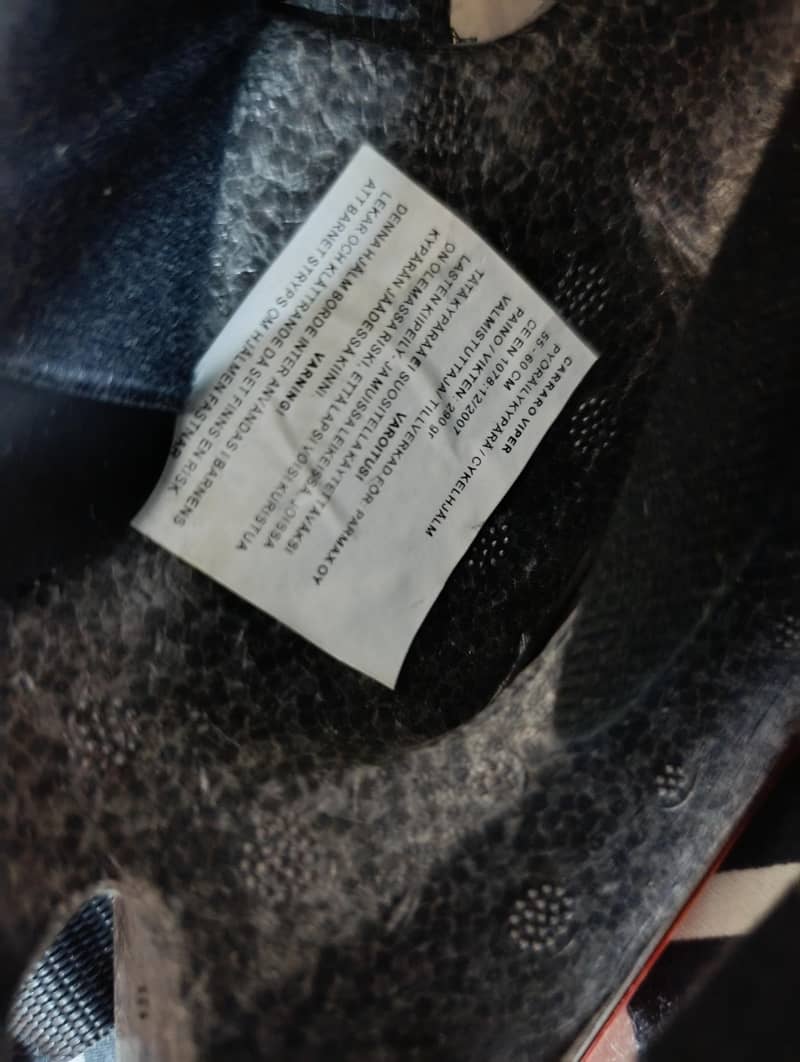 CARRARO VIPER
PYÖRÄILYKYPÄRÄ / CYKELHJÄLM
55 - 60 CM
CE EN 1078:12/2007
PAINO / VIKTEN: 290 gr
VALMISTUTTAJA / TILLVERKAD FÖR: PARMAX OY
VAROITUS!
TÄTÄ KYPÄRÄÄ EI SUOSITELLA KÄYTETTÄVÄKSI
LASTEN KIIPEILY- JA MUISSA LEIKEISSÄ, JOISSA
ON OLEMASSA RISKI, ETTÄ LAPSI VOISI KURISTUA
KYPÄRÄN JÄÄDESSÄ KIINNI.
VARNING!
DENNA HJÄLM BORDE INTER ANVÄNDAS I BARNENS
LEKAR OCH KLÄTTRANDE DÅ SET FINNS EN RISK
ATT BARNET STRYPS OM HJÄLMEN FASTNAR